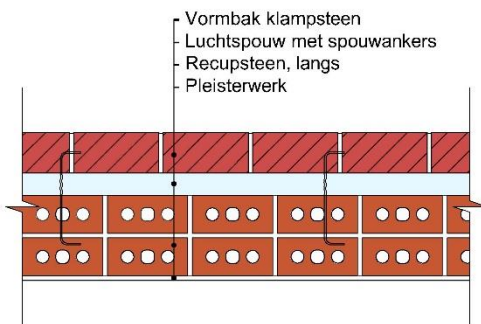 - Vormbak klampsteen
- Luchtspouw met spouwankers
- Recupsteen, langs
- Pleisterwerk